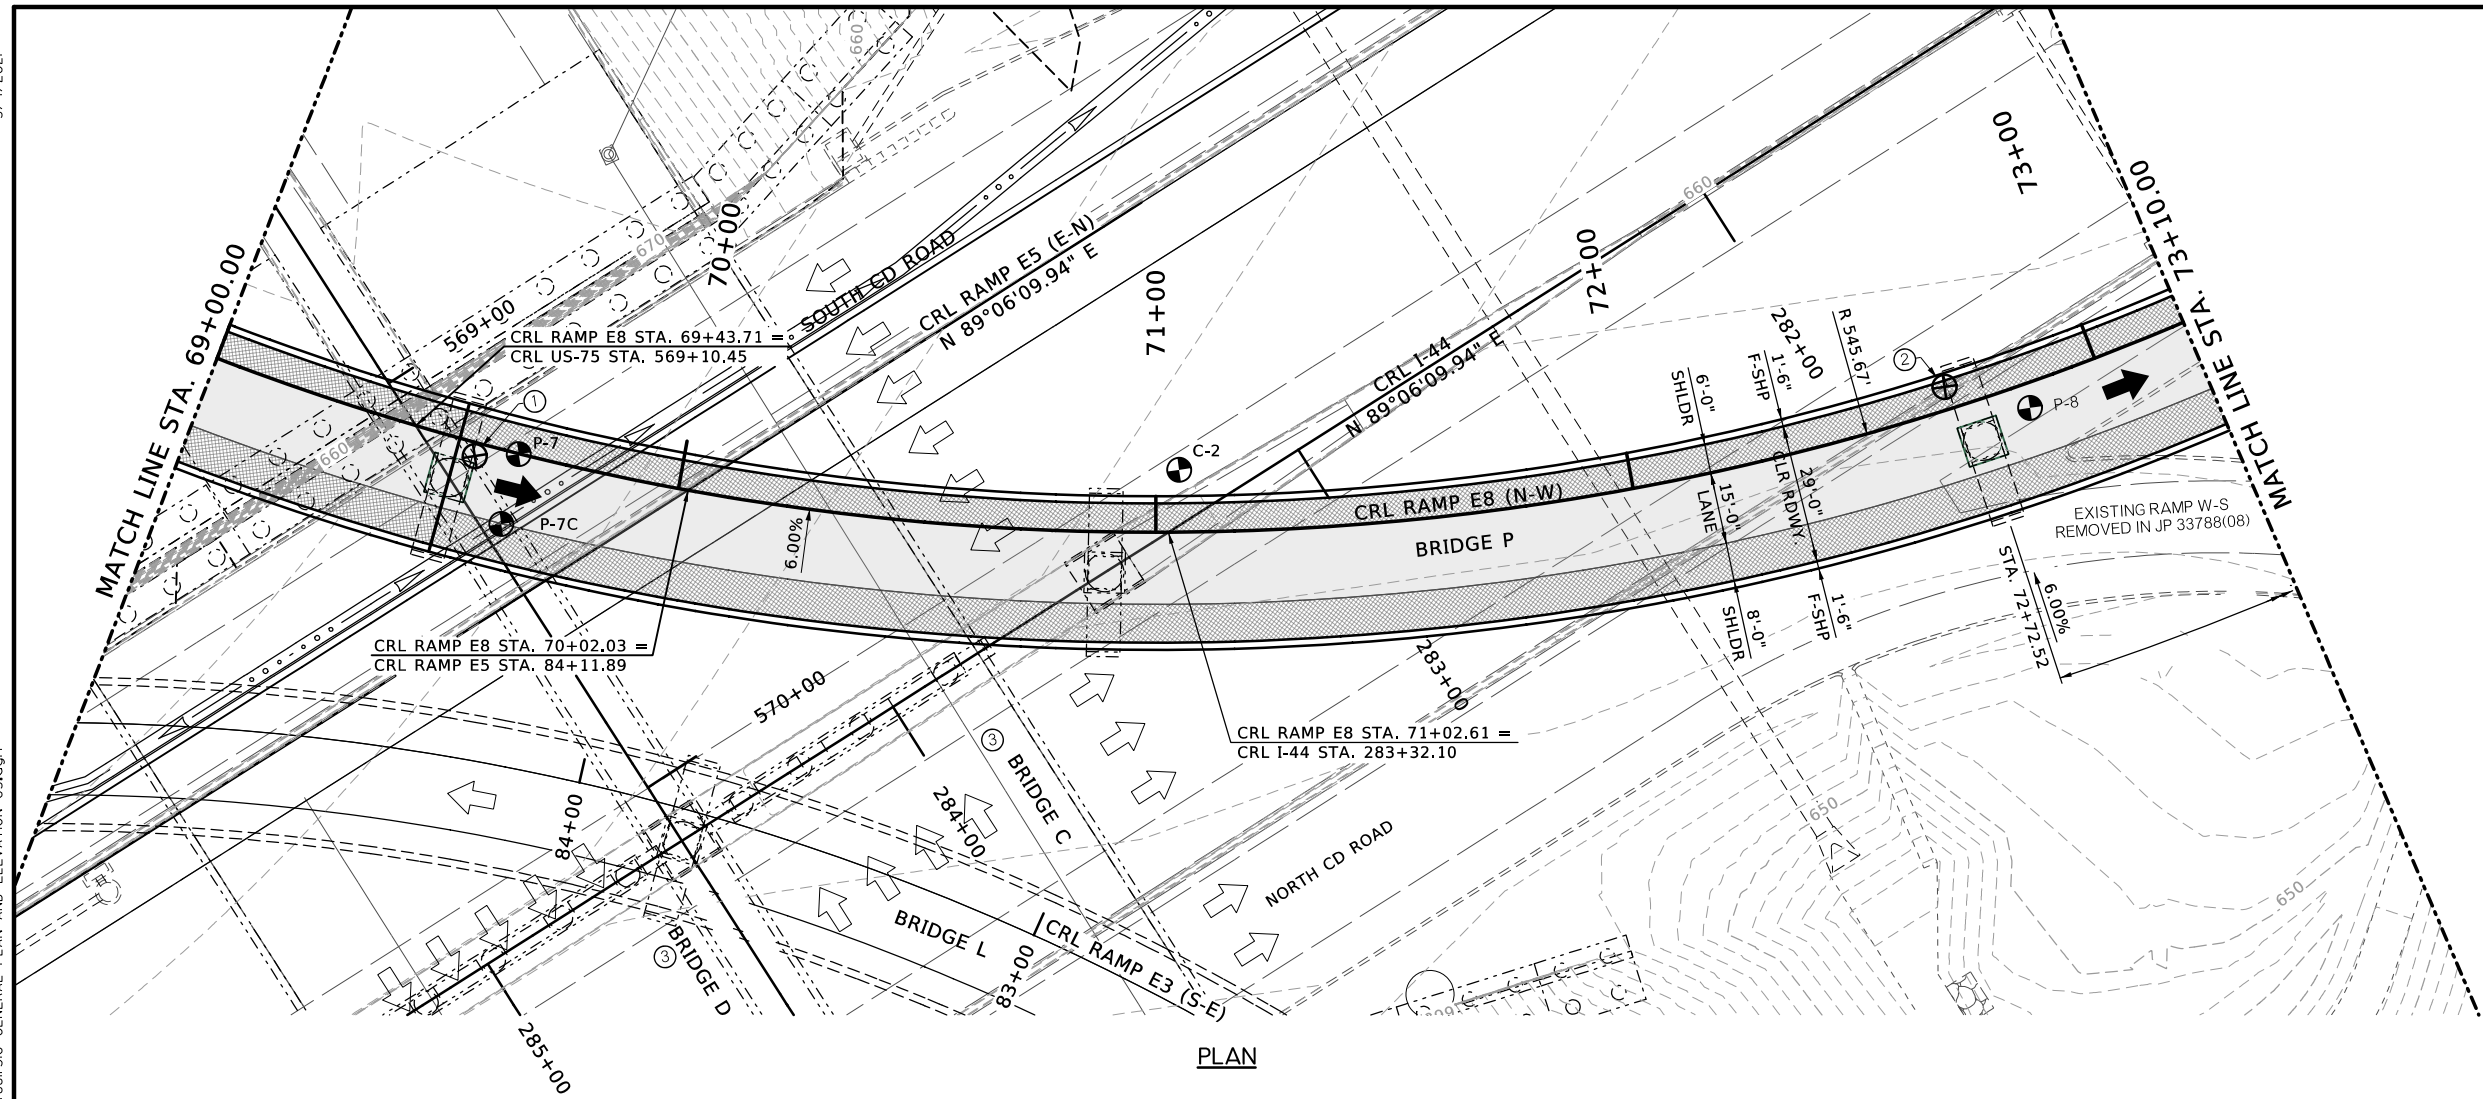 MATCH LINE STA. 69+00.00
569+00
660
670
660
70+00
CRL RAMP E8 STA. 69+43.71 =
CRL US-75 STA. 569+10.45
SOUTH CD ROAD
CRL RAMP E5 (E-N)
N 89°06'09.94" E
71+00
CRL I-44
N 89°06'09.94" E
72+00
660
73+00
MATCH LINE STA. 73+10.00
1
P-7
P-7C
6.00%
C-2
CRL RAMP E8 (N-W)
BRIDGE P
6'-0"
SHLDR
1'-6"
F-SHP
282+00
R 545.67'
15'-0"
LANE
29'-0"
CLR RDWY
8'-0"
SHLDR
1'-6"
F-SHP
2
P-8
EXISTING RAMP W-S
REMOVED IN JP 33788(08)
STA. 72+72.52
6.00%
CRL RAMP E8 STA. 70+02.03 =
CRL RAMP E5 STA. 84+11.89
570+00
283+00
CRL RAMP E8 STA. 71+02.61 =
CRL I-44 STA. 283+32.10
3
BRIDGE C
284+00
84+00
NORTH CD ROAD
650
650
BRIDGE L
CRL RAMP E3 (S-E)
83+00
3
BRIDGE D
285+00
PLAN